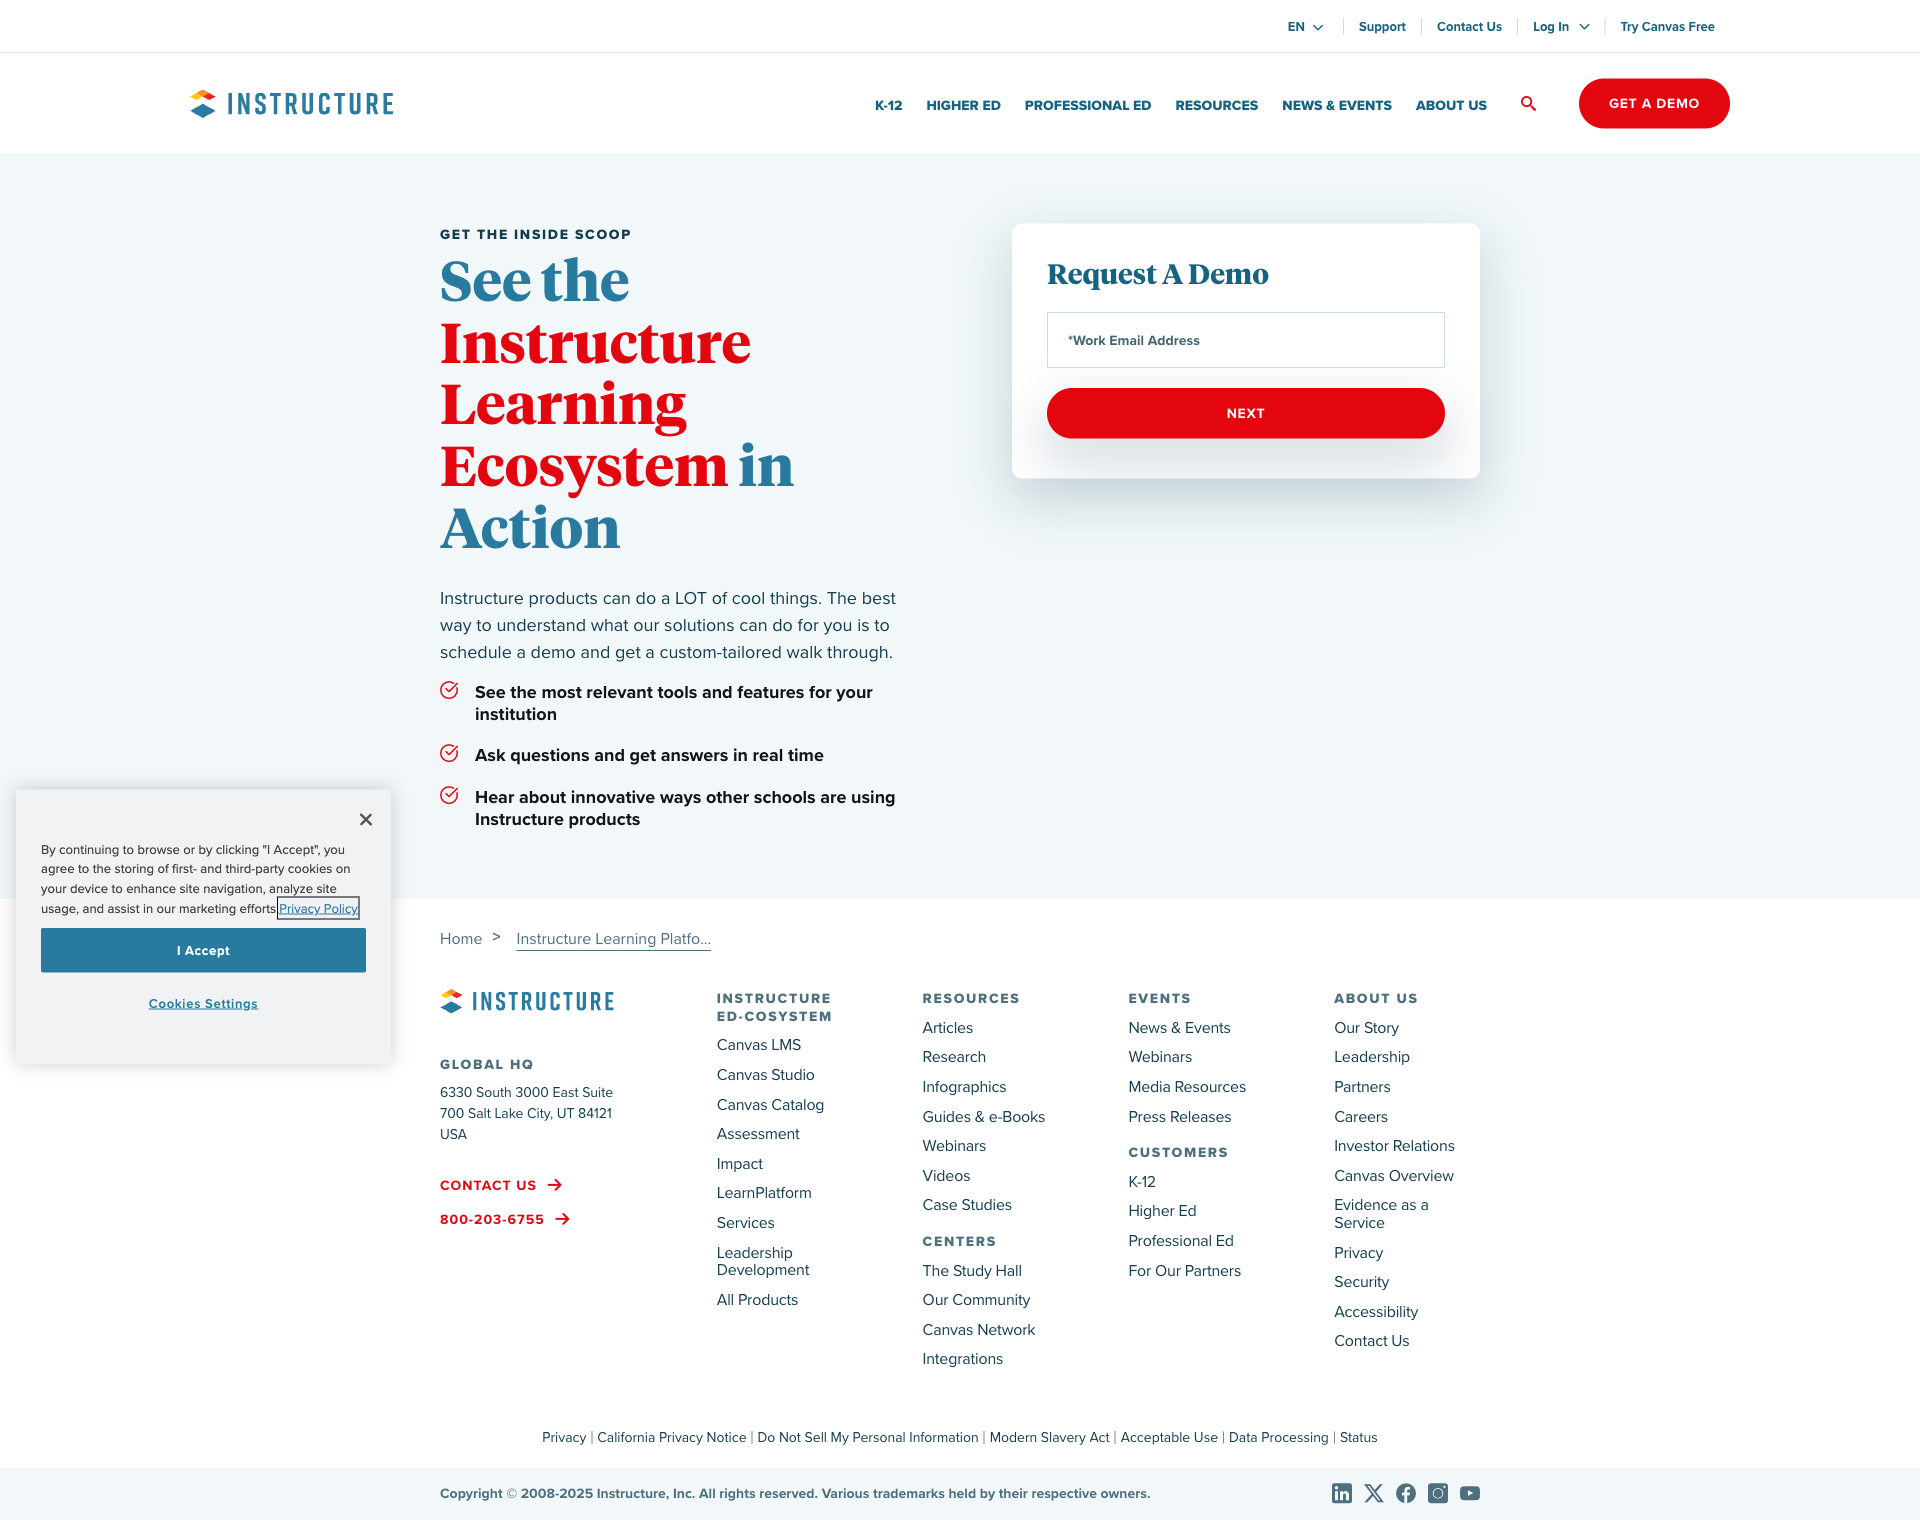 EN
Support
Contact Us
Log In
Try Canvas Free
INSTRUCTURE
K-12
HIGHER ED
PROFESSIONAL ED
RESOURCES
NEWS & EVENTS
ABOUT US
GET A DEMO
GET THE INSIDE SCOOP
See the
Instructure
Learning
Ecosystem in
Action
Instructure products can do a LOT of cool things. The best
way to understand what our solutions can do for you is to
schedule a demo and get a custom-tailored walk through.
See the most relevant tools and features for your
institution
Ask questions and get answers in real time
Hear about innovative ways other schools are using
Instructure products
Request A Demo
*Work Email Address
NEXT
By continuing to browse or by clicking "I Accept", you
agree to the storing of first- and third-party cookies on
your device to enhance site navigation, analyze site
usage, and assist in our marketing efforts Privacy Policy
I Accept
Cookies Settings
Home > Instructure Learning Platfo...
INSTRUCTURE
GLOBAL HQ
6330 South 3000 East Suite
700 Salt Lake City, UT 84121
USA
CONTACT US
800-203-6755
INSTRUCTURE
ED-COSYSTEM
Canvas LMS
Canvas Studio
Canvas Catalog
Assessment
Impact
LearnPlatform
Services
Leadership
Development
All Products
RESOURCES
Articles
Research
Infographics
Guides & e-Books
Webinars
Videos
Case Studies
CENTERS
The Study Hall
Our Community
Canvas Network
Integrations
EVENTS
News & Events
Webinars
Media Resources
Press Releases
CUSTOMERS
K-12
Higher Ed
Professional Ed
For Our Partners
ABOUT US
Our Story
Leadership
Partners
Careers
Investor Relations
Canvas Overview
Evidence as a
Service
Privacy
Security
Accessibility
Contact Us
Privacy | California Privacy Notice | Do Not Sell My Personal Information | Modern Slavery Act | Acceptable Use | Data Processing | Status
Copyright © 2008-2025 Instructure, Inc. All rights reserved. Various trademarks held by their respective owners.